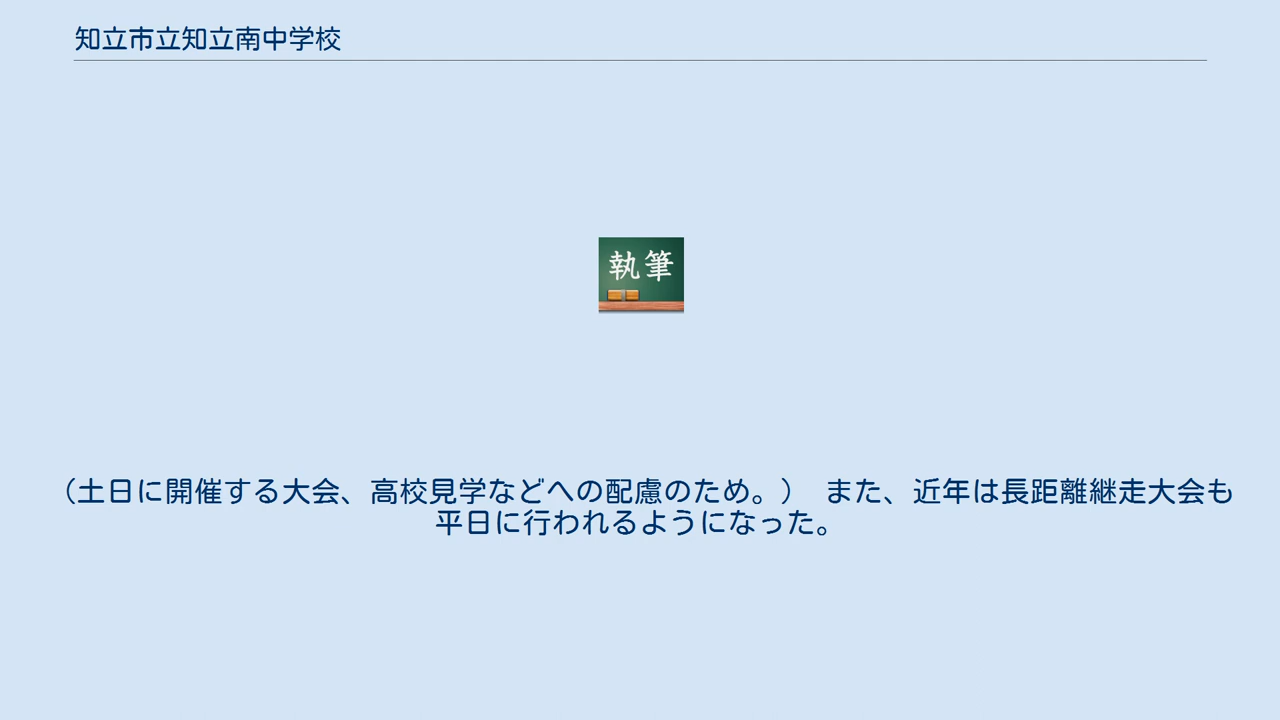 知立市立知立南中学校
執筆
（土日に開催する大会、高校見学などへの配慮のため。） また、近年は長距離継走大会も
平日に行われるようになった。